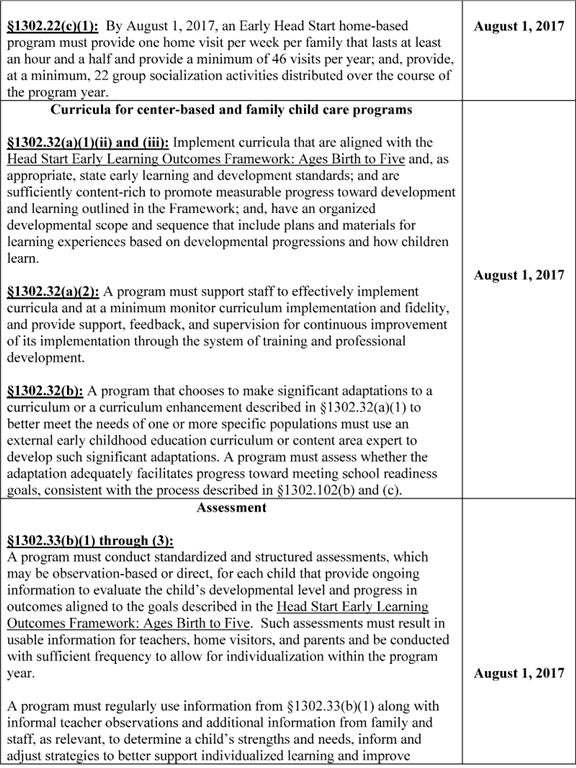 §1302.22(c)(1): By August 1, 2017, an Early Head Start home-based
program must provide one home visit per week per family that lasts at least
an hour and a half and provide a minimum of 46 visits per year; and, provide,
at a minimum, 22 group socialization activities distributed over the course of
the program year.
August 1, 2017
Curricula for center-based and family child care programs
§1302.32(a)(1)(ii) and (iii): Implement curricula that are aligned with the
Head Start Early Learning Outcomes Framework: Ages Birth to Five and, as
appropriate, state early learning and development standards; and are
sufficiently content-rich to promote measurable progress toward development
and learning outlined in the Framework; and, have an organized
developmental scope and sequence that include plans and materials for
learning experiences based on developmental progressions and how children
learn.
§1302.32(a)(2): A program must support staff to effectively implement
curricula and at a minimum monitor curriculum implementation and fidelity,
and provide support, feedback, and supervision for continuous improvement
of its implementation through the system of training and professional
development.
§1302.32(b): A program that chooses to make significant adaptations to a
curriculum or a curriculum enhancement described in §1302.32(a)(1) to
better meet the needs of one or more specific populations must use an
external early childhood education curriculum or content area expert to
develop such significant adaptations. A program must assess whether the
adaptation adequately facilitates progress toward meeting school readiness
goals, consistent with the process described in §1302.102(b) and (c).
August 1, 2017
Assessment
§1302.33(b)(1) through (3):
A program must conduct standardized and structured assessments, which
may be observation-based or direct, for each child that provide ongoing
information to evaluate the child's developmental level and progress in
outcomes aligned to the goals described in the Head Start Early Learning
Outcomes Framework: Ages Birth to Five. Such assessments must result in
usable information for teachers, home visitors, and parents and be conducted
with sufficient frequency to allow for individualization within the program
year.
A program must regularly use information from §1302.33(b)(1) along with
informal teacher observations and additional information from family and
staff, as relevant, to determine a child's strengths and needs, inform and
adjust strategies to better support individualized learning and improve
August 1, 2017